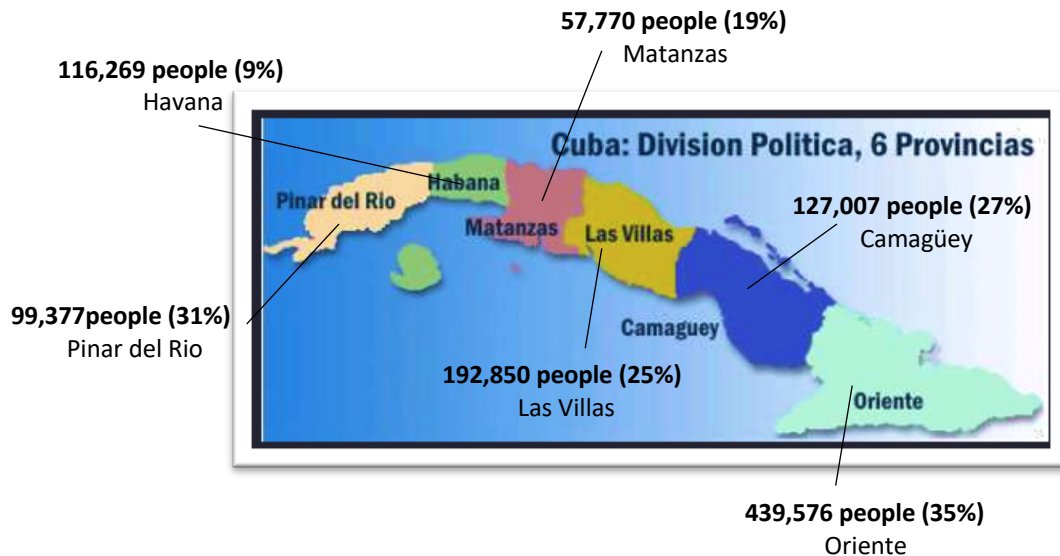 57,770 people (19%)
Matanzas
116,269 people (9%)
Havana
Cuba: Division Politica, 6 Provincias
Habana
Pinar del Rio
Matanzas
Las Villas
127,007 people (27%)
Camagüey
99,377people (31%)
Pinar del Rio
Camaguey
192,850 people (25%)
Las Villas
Oriente
439,576 people (35%)
Oriente